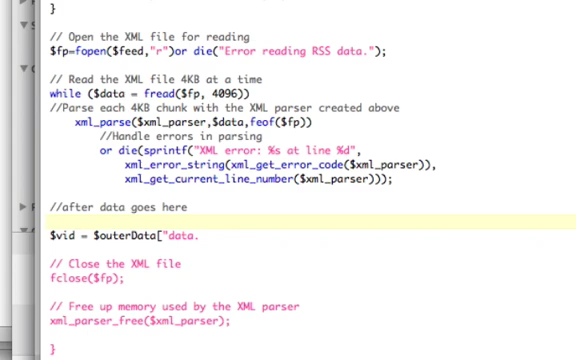 }
// Open the XML file for reading
$fp=fopen($feed,"r")or die("Error reading RSS data.");
// Read the XML file 4KB at a time
while ($data = fread($fp, 4096))
//Parse each 4KB chunk with the XML parser created above
xml_parse($xml_parser,$data,feof($fp))
//Handle errors in parsing
or die(sprintf("XML error: %s at line %d",
xml_error_string(xml_get_error_code($xml_parser)),
xml_get_current_line_number($xml_parser)));
//after data goes here
$vid = $outerData["data.
// Close the XML file
fclose($fp);
// Free up memory used by the XML parser
xml_parser_free($xml_parser);
}